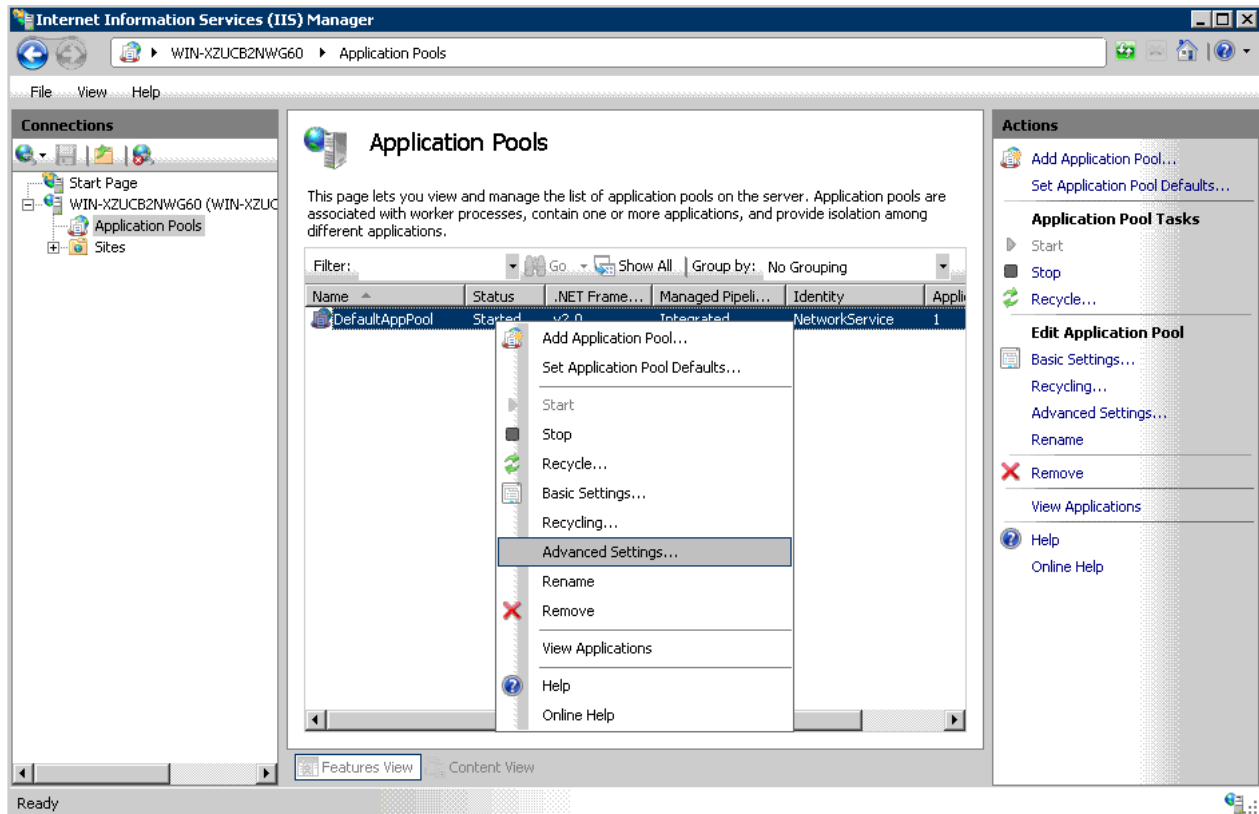 Internet Information Services (IIS) Manager
WIN-XZUCB2NWG60 Application Pools
File View Help
Connections
Start Page
WIN-XZUCB2NWG60 (WIN-XZUC
Application Pools
Sites
Application Pools
This page lets you view and manage the list of application pools on the server. Application pools are
associated with worker processes, contain one or more applications, and provide isolation among
different applications.
Filter: Go Show All Group by: No Grouping
Name Status .NET Frame... Managed Pipeli... Identity Applic
DefaultAppPool Started v2.0 Integrated NetworkService 1
Add Application Pool...
Set Application Pool Defaults...
Start
Stop
Recycle...
Basic Settings...
Recycling...
Advanced Settings...
Rename
Remove
View Applications
Help
Online Help
Features View Content View
Actions
Add Application Pool...
Set Application Pool Defaults...
Application Pool Tasks
Start
Stop
Recycle...
Edit Application Pool
Basic Settings...
Recycling...
Advanced Settings...
Rename
Remove
View Applications
Help
Online Help
Ready